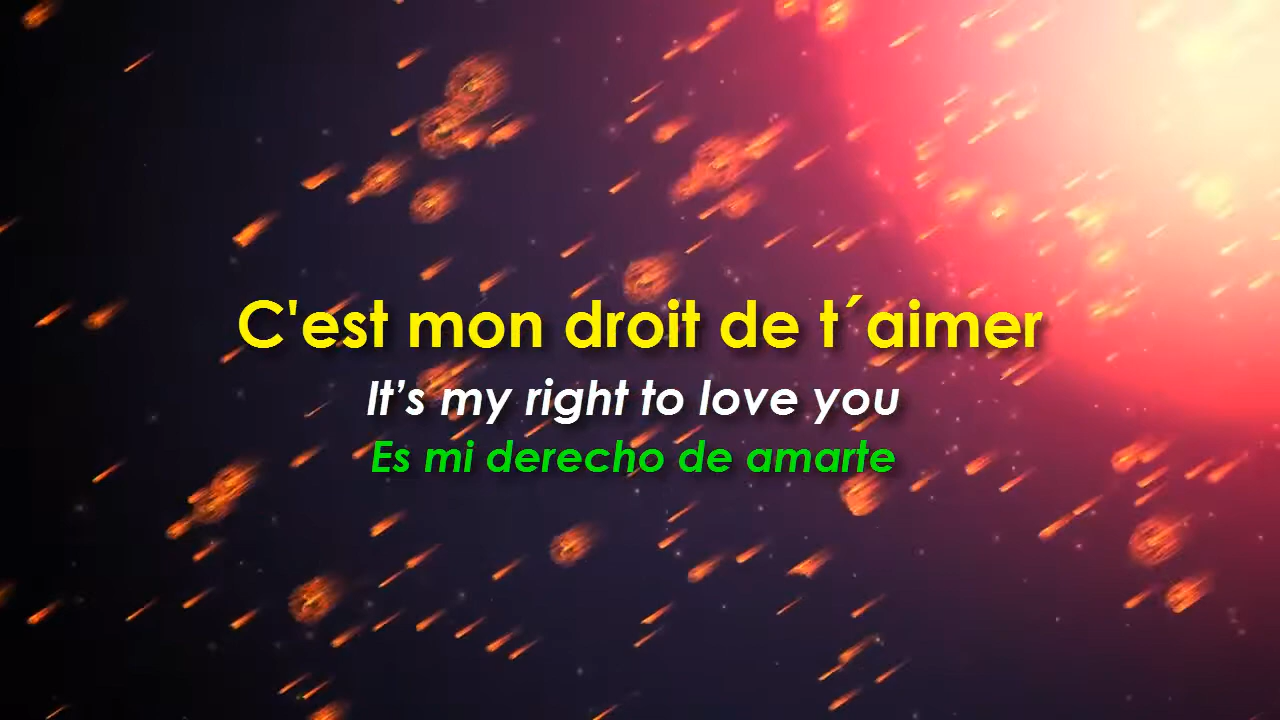 C'est mon droit de t´aimer
It’s my right to love you
Es mi derecho de amarte